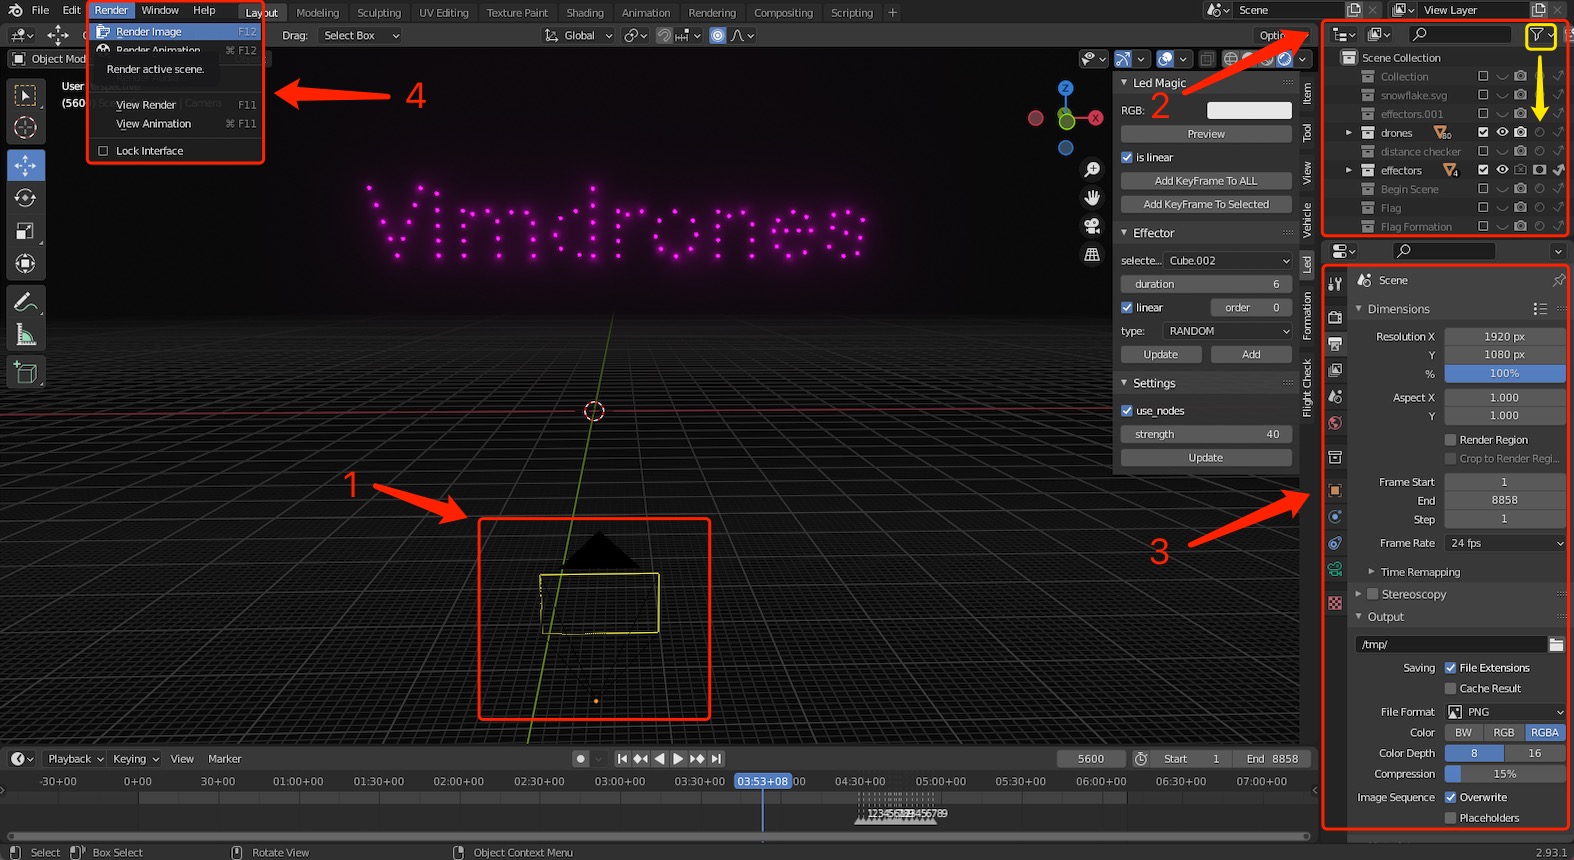 File Edit Render Window Help Layout Modeling Sculpting UV Editing Texture Paint Shading Animation Rendering Compositing Scripting + Scene View Layer
Global Drag: Select Box
Object Mod
User
(560
Render Image F12
Render Animation ⌘ F12
Render active scene.
View Render F11
View Animation ⌘ F11
Lock Interface
4
2
1
3
Vimdrones
Z
X
Led Magic
RGB:
Preview
is linear
Add KeyFrame To ALL
Add KeyFrame To Selected
Effector
selecte... Cube.002
duration 6
linear order 0
type: RANDOM
Update Add
Settings
use_nodes
strength 40
Update
Item
Tool
View
Vehicle
Led
Formation
Flight Check
Scene Collection
Collection
snowflake.svg
effectors.001
drones 80
distance checker
effectors 4
Begin Scene
Flag
Flag Formation
Scene
Dimensions
Resolution X 1920 px
Y 1080 px
% 100%
Aspect X 1.000
Y 1.000
Render Region
Crop to Render Regi...
Frame Start 1
End 8858
Step 1
Frame Rate 24 fps
Time Remapping
Stereoscopy
Output
/tmp/
Saving File Extensions
Cache Result
File Format PNG
Color BW RGB RGBA
Color Depth 8 16
Compression 15%
Image Sequence Overwrite
Placeholders
Playback Keying View Marker 5600 Start 1 End 8858
-30+00 0+00 30+00 01:00+00 01:30+00 02:00+00 02:30+00 03:00+00 03:30+00 03:53+08 04:30+00 05:00+00 05:30+00 06:00+00 06:30+00 07:00+00
Select Box Select Rotate View Object Context Menu 2.93.1